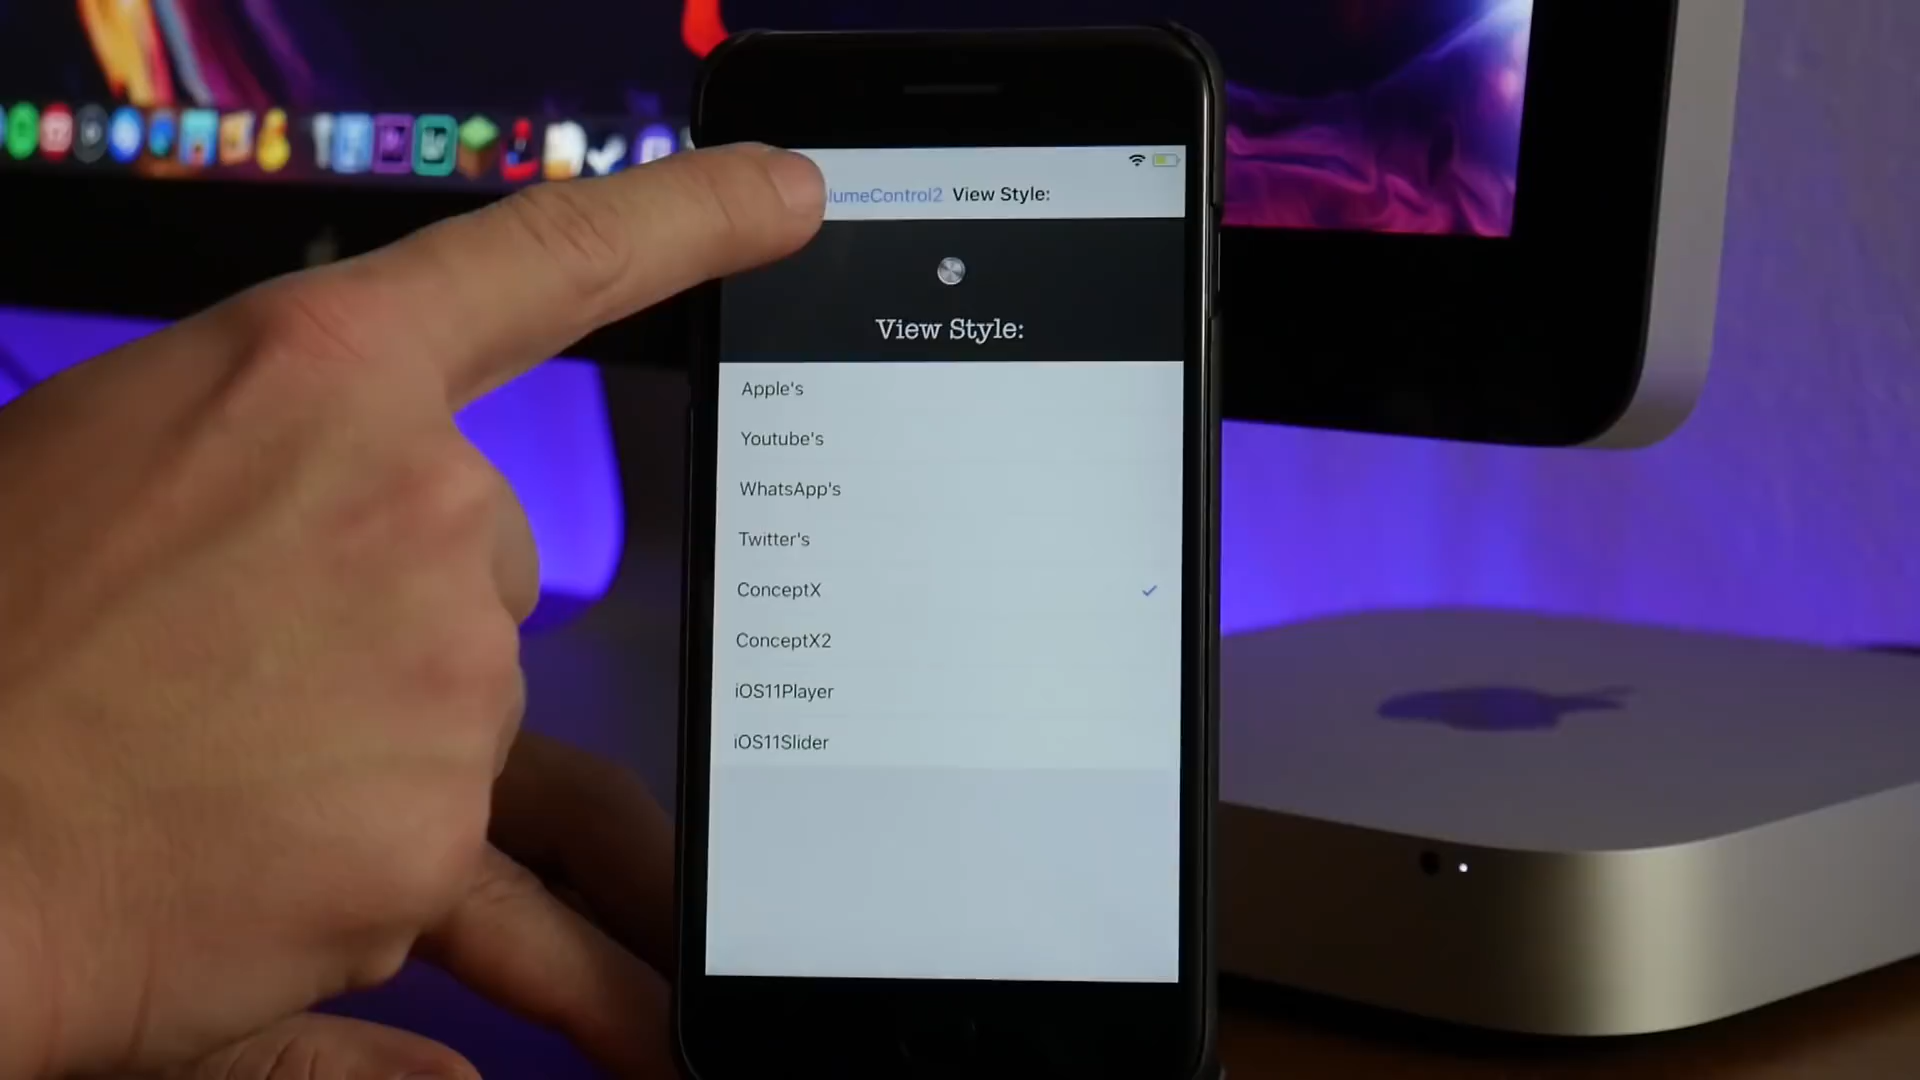 lumeControl2 View Style:
View Style:
Apple's
Youtube's
WhatsApp's
Twitter's
ConceptX
ConceptX2
iOS11Player
iOS11Slider